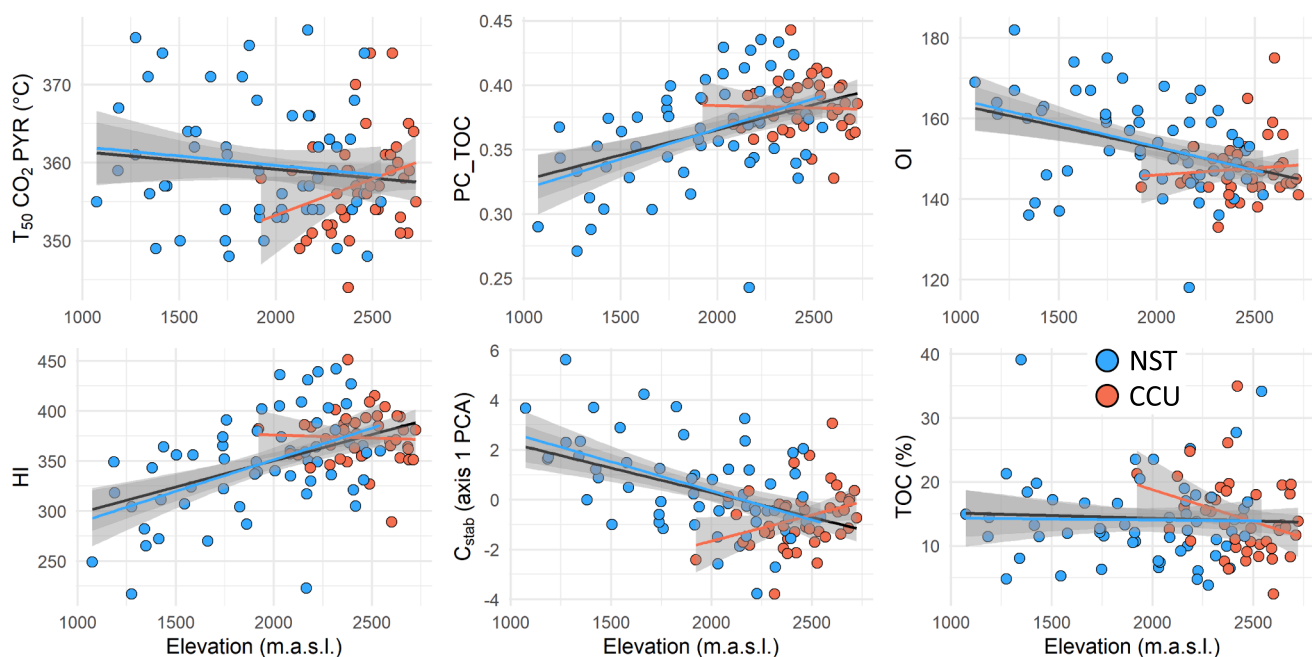 T₅₀ CO₂ PYR (°C)
370
360
350
1000 1500 2000 2500
PC_TOC
0.45
0.40
0.35
0.30
0.25
1000 1500 2000 2500
OI
180
160
140
120
1000 1500 2000 2500
HI
450
400
350
300
250
1000 1500 2000 2500
Elevation (m.a.s.l.)
Cstab (axis 1 PCA)
6
4
2
0
-2
-4
1000 1500 2000 2500
Elevation (m.a.s.l.)
TOC (%)
40
30
20
10
NST
CCU
1000 1500 2000 2500
Elevation (m.a.s.l.)